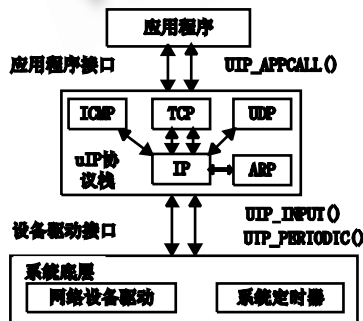 应用程序
应用程序接口 UIP_APPCALL()
ICMP TCP UDP
uIP协
议栈
IP ARP
设备驱动接口 UIP_INPUT()
UIP_PERIODIC()
系统底层
网络设备驱动 系统定时器